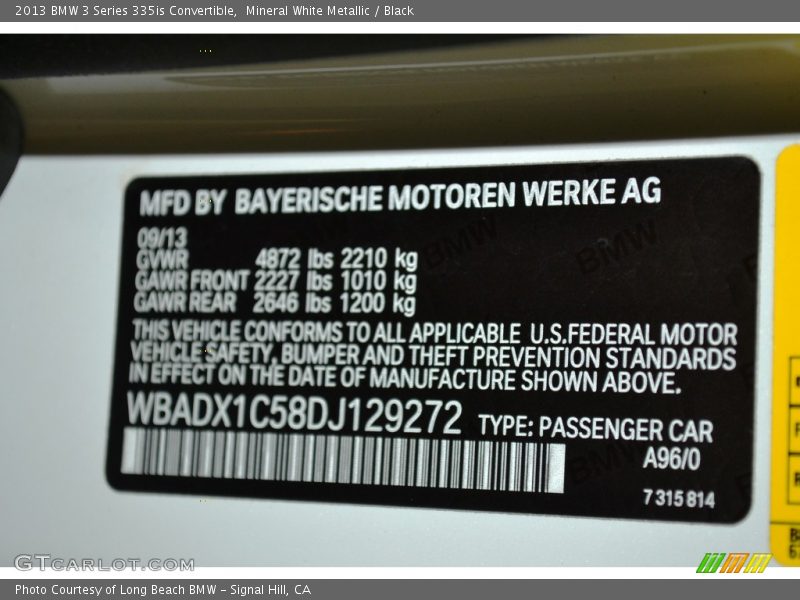 2013 BMW 3 Series 335is Convertible,  Mineral White Metallic / Black
MFD BY BAYERISCHE MOTOREN WERKE AG
09/13
GVWR 4872 lbs 2210 kg
GAWR FRONT 2227 lbs 1010 kg
GAWR REAR 2646 lbs 1200 kg
THIS VEHICLE CONFORMS TO ALL APPLICABLE U.S.FEDERAL MOTOR
VEHICLE SAFETY, BUMPER AND THEFT PREVENTION STANDARDS
IN EFFECT ON THE DATE OF MANUFACTURE SHOWN ABOVE.
WBADX1C58DJ129272 TYPE: PASSENGER CAR
A96/0
7 315 814
GTCARLOT.COM
Photo Courtesy of Long Beach BMW - Signal Hill, CA